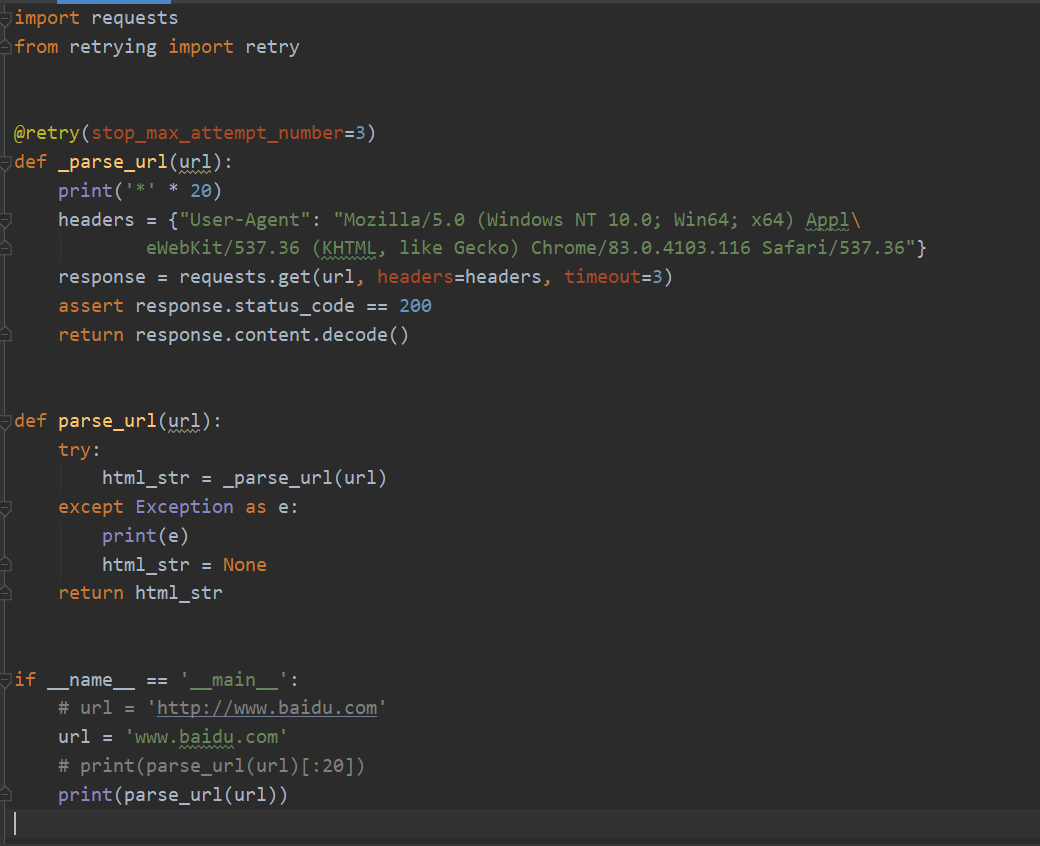 import requests
from retrying import retry
@retry(stop_max_attempt_number=3)
def _parse_url(url):
    print('*' * 20)
    headers = {"User-Agent": "Mozilla/5.0 (Windows NT 10.0; Win64; x64) Appl\
            eWebKit/537.36 (KHTML, like Gecko) Chrome/83.0.4103.116 Safari/537.36"}
    response = requests.get(url, headers=headers, timeout=3)
    assert response.status_code == 200
    return response.content.decode()
def parse_url(url):
    try:
        html_str = _parse_url(url)
    except Exception as e:
        print(e)
        html_str = None
    return html_str
if __name__ == '__main__':
    # url = 'http://www.baidu.com'
    url = 'www.baidu.com'
    # print(parse_url(url)[:20])
    print(parse_url(url))